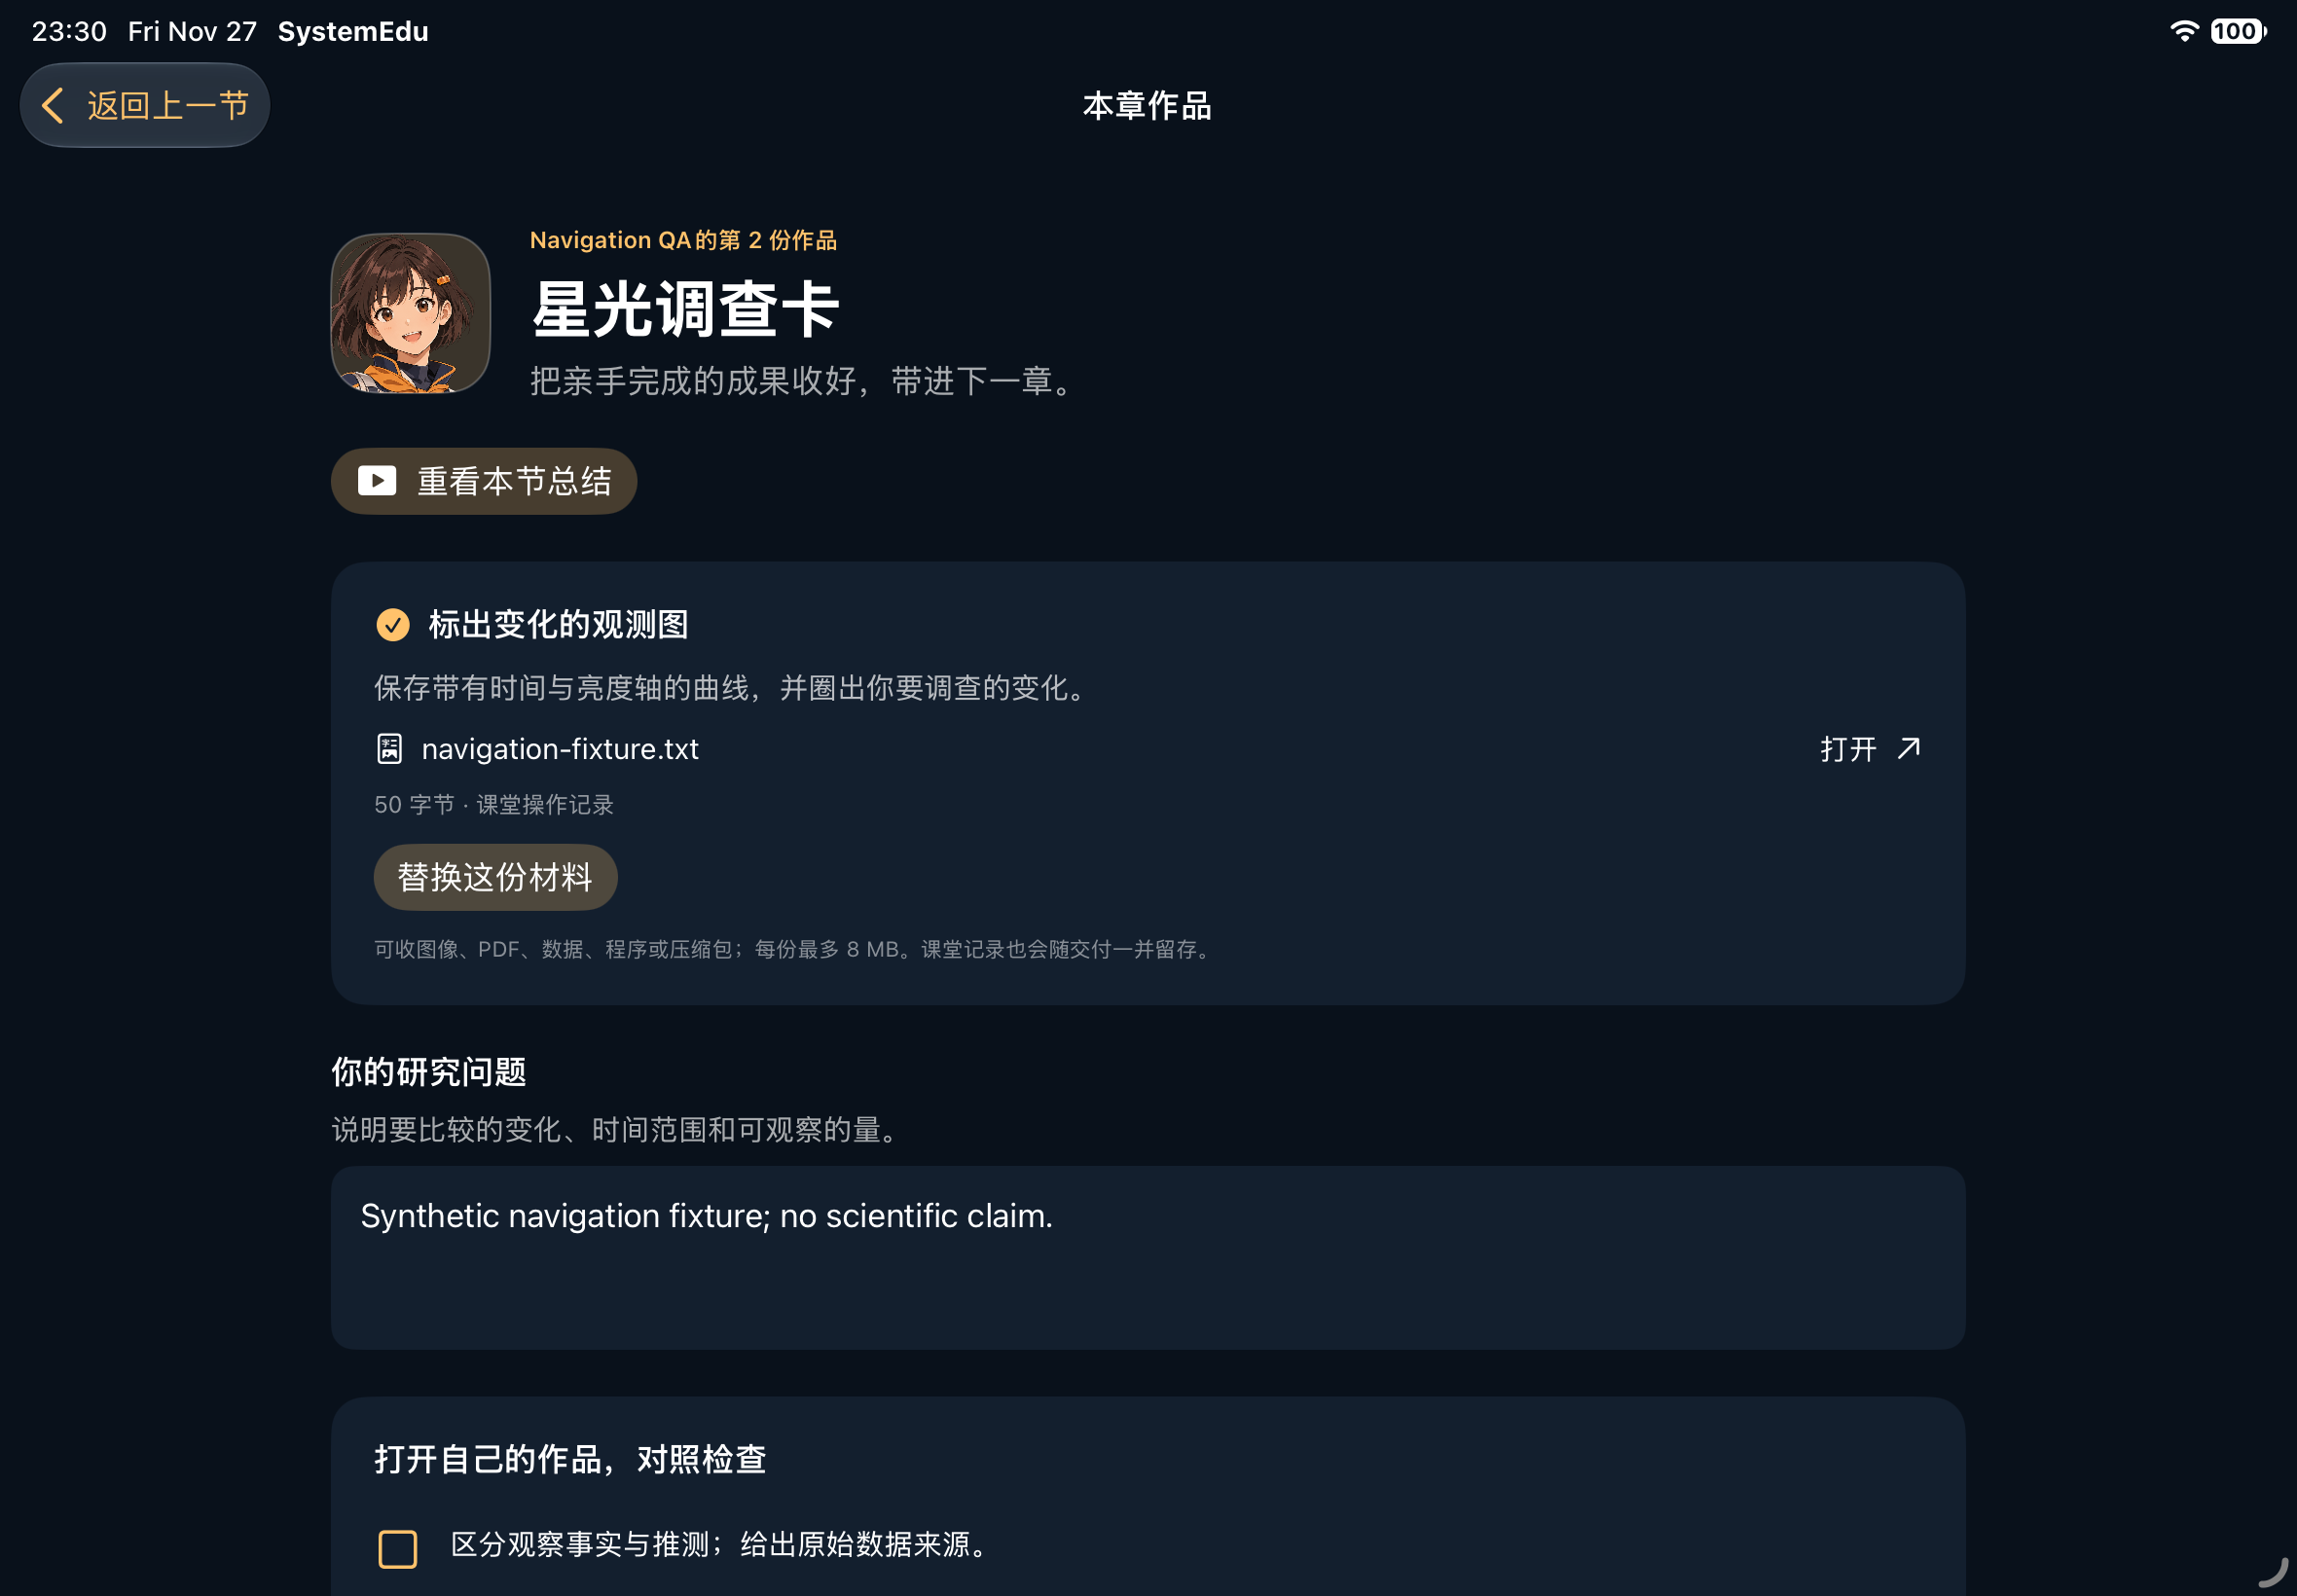 23:30 Fri Nov 27 SystemEdu 100
返回上一节
本章作品
Navigation QA的第 2 份作品
星光调查卡
把亲手完成的成果收好，带进下一章。
重看本节总结
标出变化的观测图
保存带有时间与亮度轴的曲线，并圈出你要调查的变化。
navigation-fixture.txt
打开
50 字节 · 课堂操作记录
替换这份材料
可收图像、PDF、数据、程序或压缩包；每份最多 8 MB。课堂记录也会随交付一并留存。
你的研究问题
说明要比较的变化、时间范围和可观察的量。
Synthetic navigation fixture; no scientific claim.
打开自己的作品，对照检查
区分观察事实与推测；给出原始数据来源。